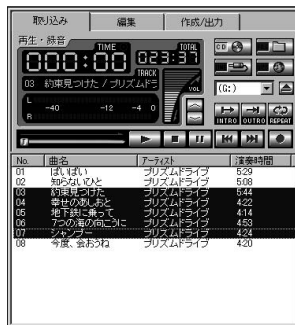 取り込み 編集 作成/出力
再生・録音
TIME TOTAL
000:00 023:37
TRACK
03 約束見つけた / プリズムドラ
VOL
CD
(G:)
L
R
-40 -12 -4 0
INTRO OUTRO REPEAT
No. 曲名 アーティスト 演奏時間
01 ばいばい プリズムドライブ 5:29
02 知らないひと プリズムドライブ 5:08
03 約束見つけた プリズムドライブ 5:44
04 幸せのあしおと プリズムドライブ 4:22
05 地下鉄に乗って プリズムドライブ 4:14
06 7つの海の向こうに プリズムドライブ 4:53
07 シャンプー プリズムドライブ 4:24
08 今度、会おうね プリズムドライブ 4:20